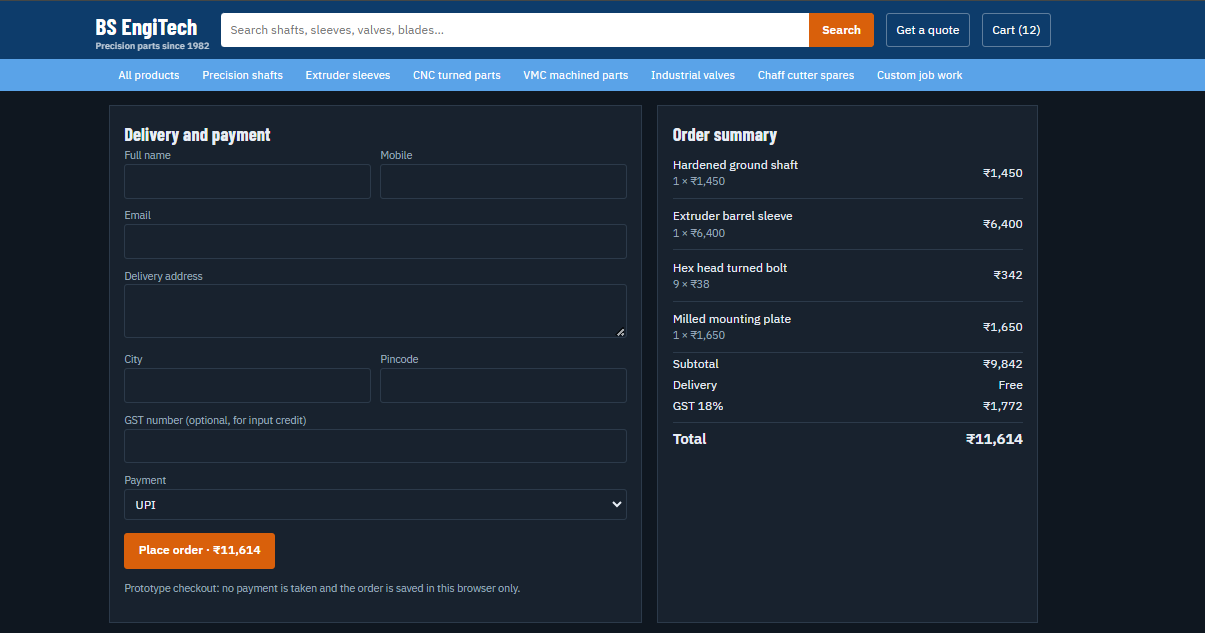 BS EngiTech
Precision parts since 1982
Search shafts, sleeves, valves, blades...
Search
Get a quote
Cart (12)
All products
Precision shafts
Extruder sleeves
CNC turned parts
VMC machined parts
Industrial valves
Chaff cutter spares
Custom job work
Delivery and payment
Full name
Mobile
Email
Delivery address
City
Pincode
GST number (optional, for input credit)
Payment
UPI
Place order · ₹11,614
Prototype checkout: no payment is taken and the order is saved in this browser only.
Order summary
Hardened ground shaft
1 × ₹1,450
₹1,450
Extruder barrel sleeve
1 × ₹6,400
₹6,400
Hex head turned bolt
9 × ₹38
₹342
Milled mounting plate
1 × ₹1,650
₹1,650
Subtotal ₹9,842
Delivery Free
GST 18% ₹1,772
Total ₹11,614